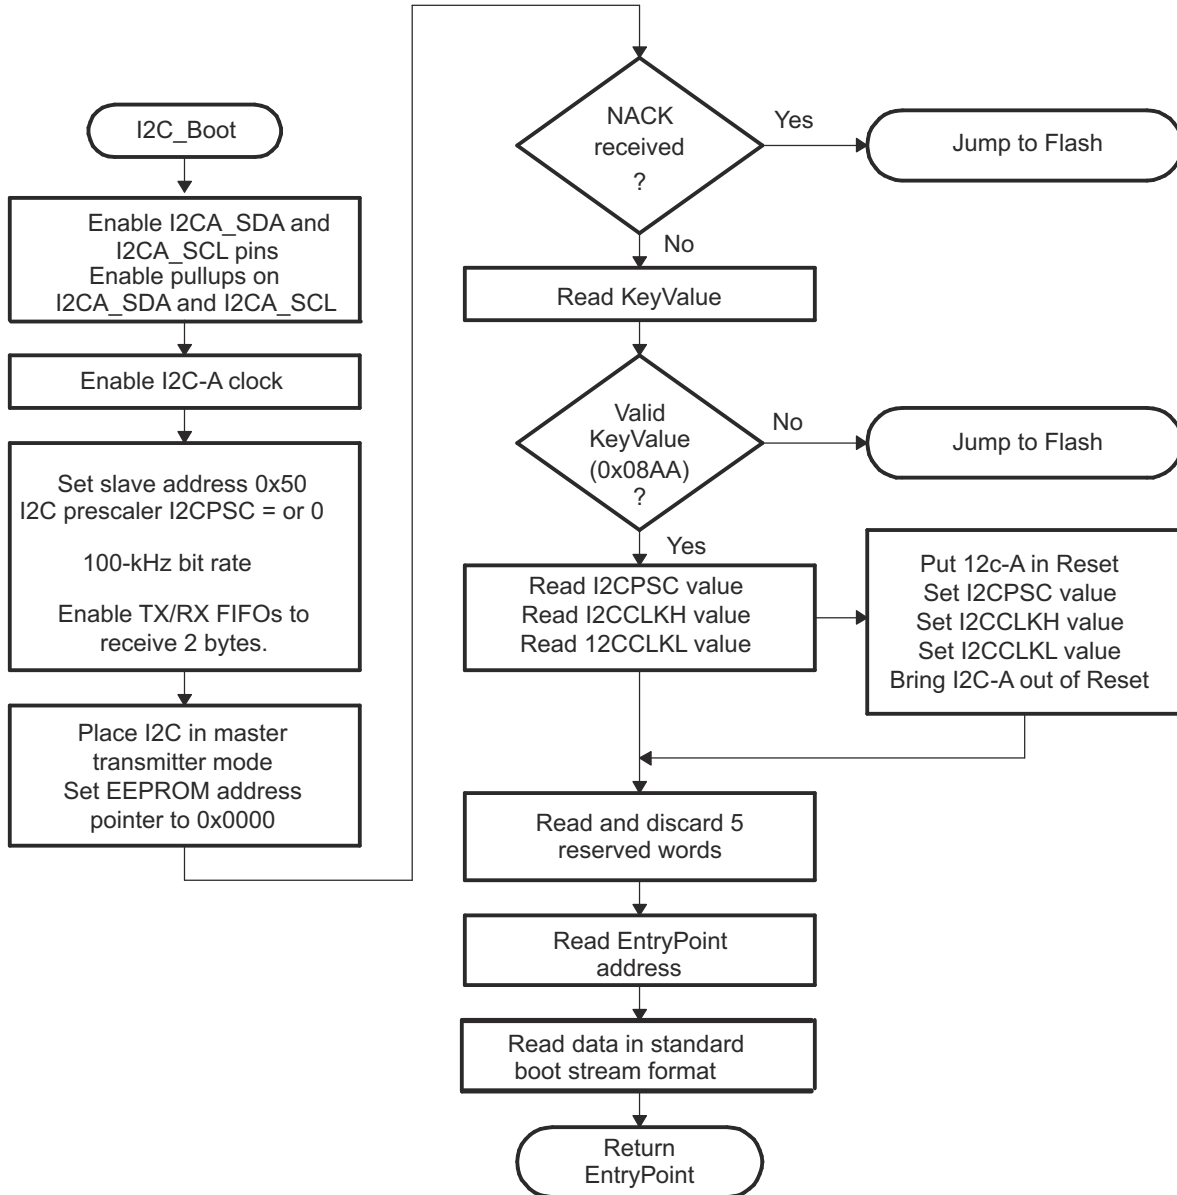 I2C_Boot
Enable I2CA_SDA and
I2CA_SCL pins
Enable pullups on
I2CA_SDA and I2CA_SCL
Enable I2C-A clock
Set slave address 0x50
I2C prescaler I2CPSC = or 0
100-kHz bit rate
Enable TX/RX FIFOs to
receive 2 bytes.
Place I2C in master
transmitter mode
Set EEPROM address
pointer to 0x0000
NACK
received
?
Yes
Jump to Flash
No
Read KeyValue
Valid
KeyValue
(0x08AA)
?
No
Jump to Flash
Yes
Read I2CPSC value
Read I2CCLKH value
Read 12CCLKL value
Put 12c-A in Reset
Set I2CPSC value
Set I2CCLKH value
Set I2CCLKL value
Bring I2C-A out of Reset
Read and discard 5
reserved words
Read EntryPoint
address
Read data in standard
boot stream format
Return
EntryPoint